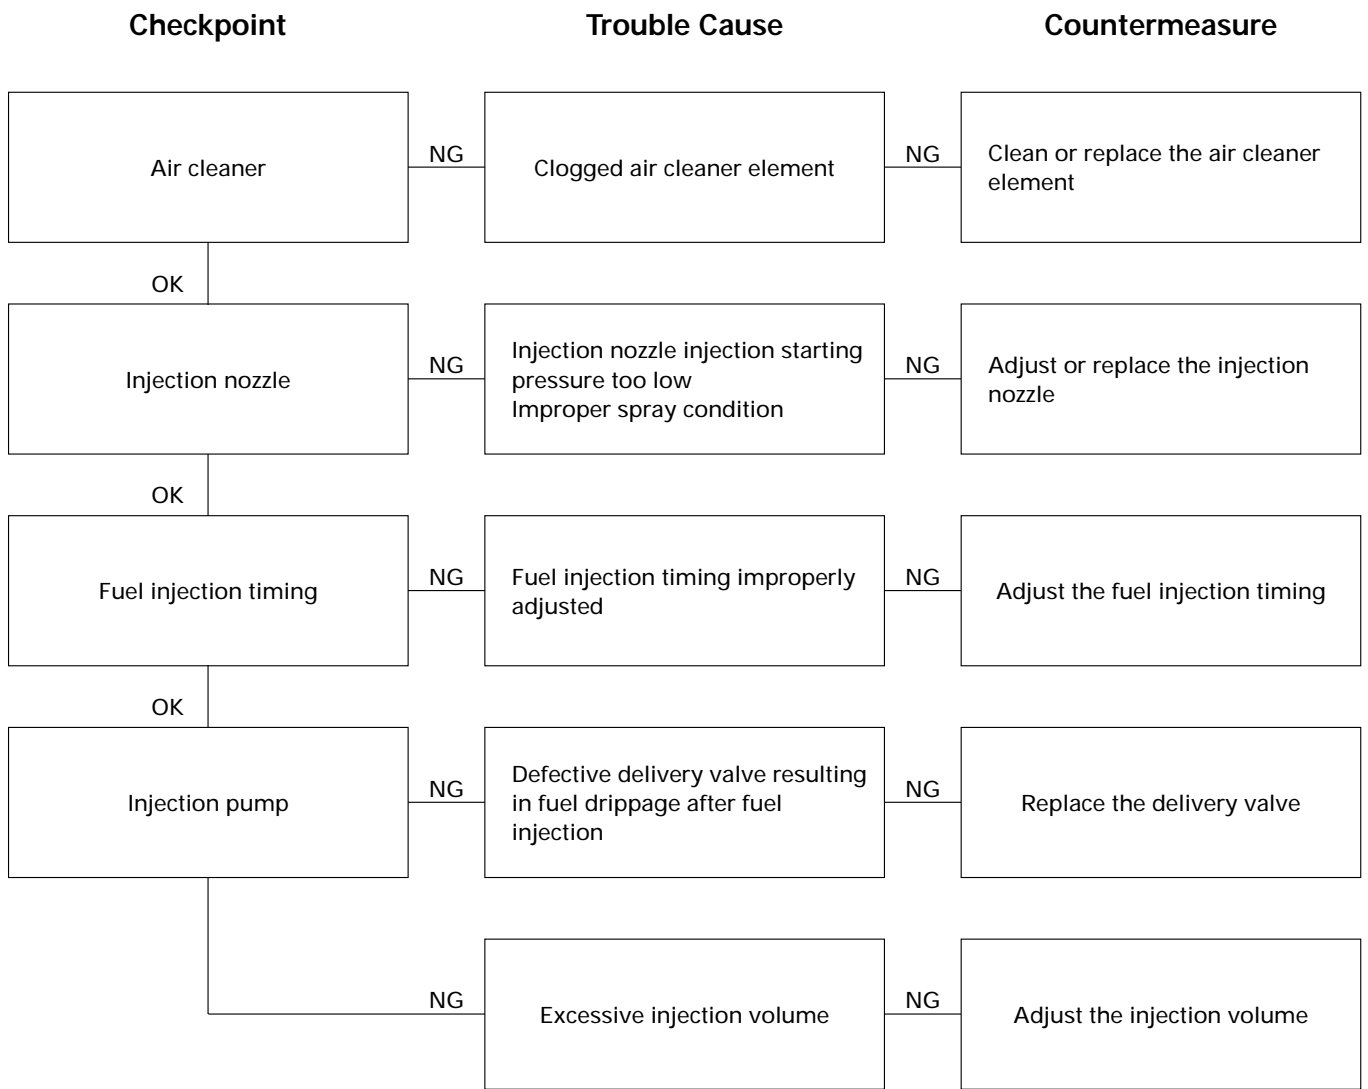 Checkpoint
Trouble Cause
Countermeasure
Air cleaner
NG
Clogged air cleaner element
NG
Clean or replace the air cleaner
element
OK
Injection nozzle
NG
Injection nozzle injection starting
pressure too low
Improper spray condition
NG
Adjust or replace the injection
nozzle
OK
Fuel injection timing
NG
Fuel injection timing improperly
adjusted
NG
Adjust the fuel injection timing
OK
Injection pump
NG
Defective delivery valve resulting
in fuel drippage after fuel
injection
NG
Replace the delivery valve
NG
Excessive injection volume
NG
Adjust the injection volume